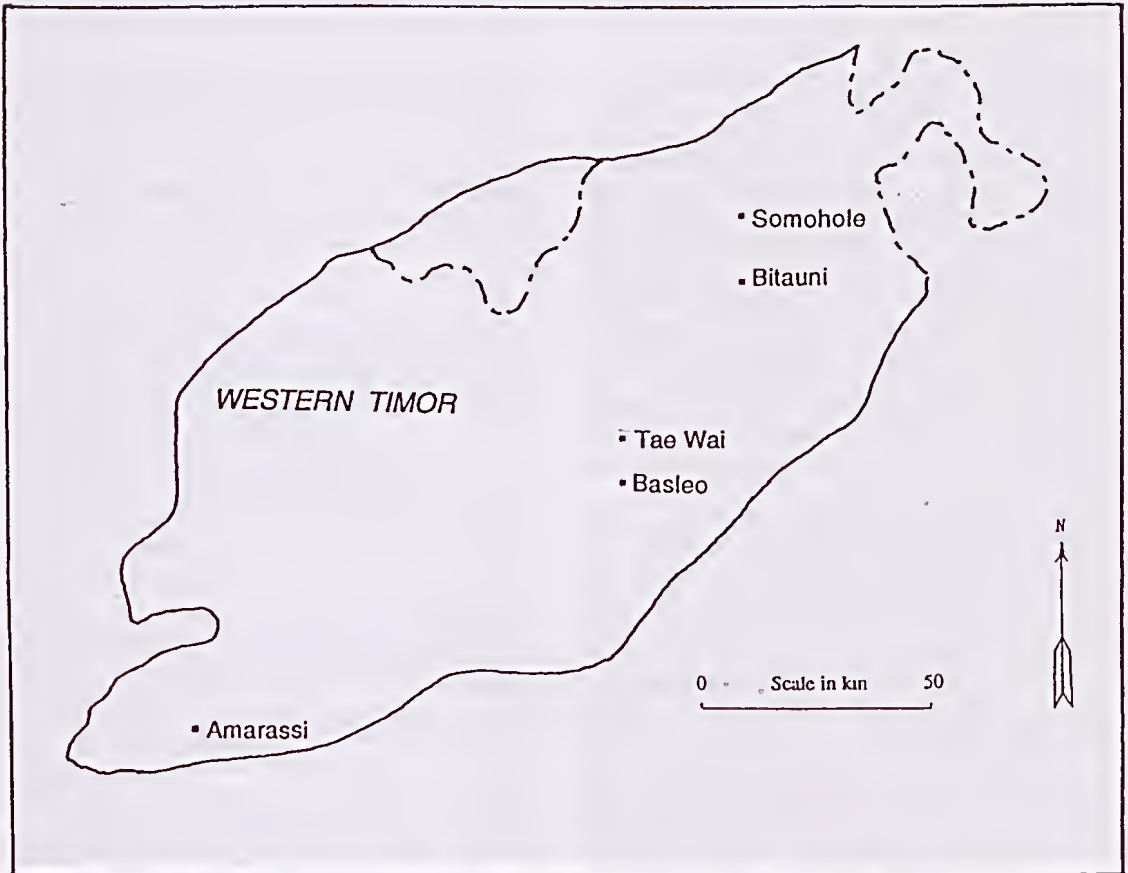 Somohole
Bitauni
WESTERN TIMOR
Tae Wai
Basleo
N
0 Scale in km 50
Amarassi